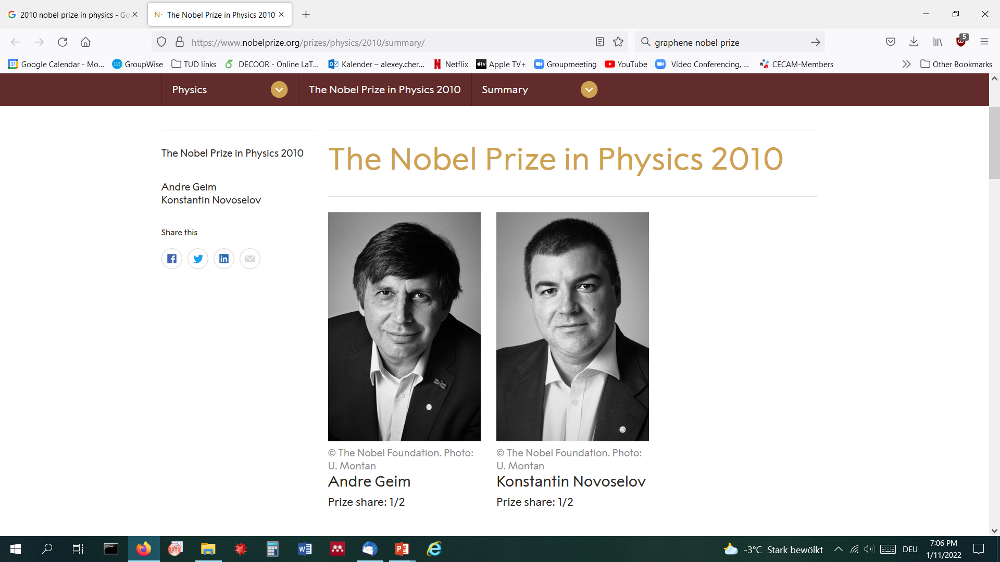 2010 nobel prize in physics - Go
The Nobel Prize in Physics 2010
https://www.nobelprize.org/prizes/physics/2010/summary/
graphene nobel prize
5
Google Calendar - Mo...
GroupWise
TUD links
DECOOR - Online LaT...
Kalender – alexey.cher...
Netflix
Apple TV+
Groupmeeting
YouTube
Video Conferencing, ...
CECAM-Members
Other Bookmarks
Physics
The Nobel Prize in Physics 2010
Summary
The Nobel Prize in Physics 2010
Andre Geim
Konstantin Novoselov
Share this
The Nobel Prize in Physics 2010
© The Nobel Foundation. Photo:
U. Montan
Andre Geim
Prize share: 1/2
© The Nobel Foundation. Photo:
U. Montan
Konstantin Novoselov
Prize share: 1/2
-3°C Stark bewölkt
DEU
7:06 PM
1/11/2022